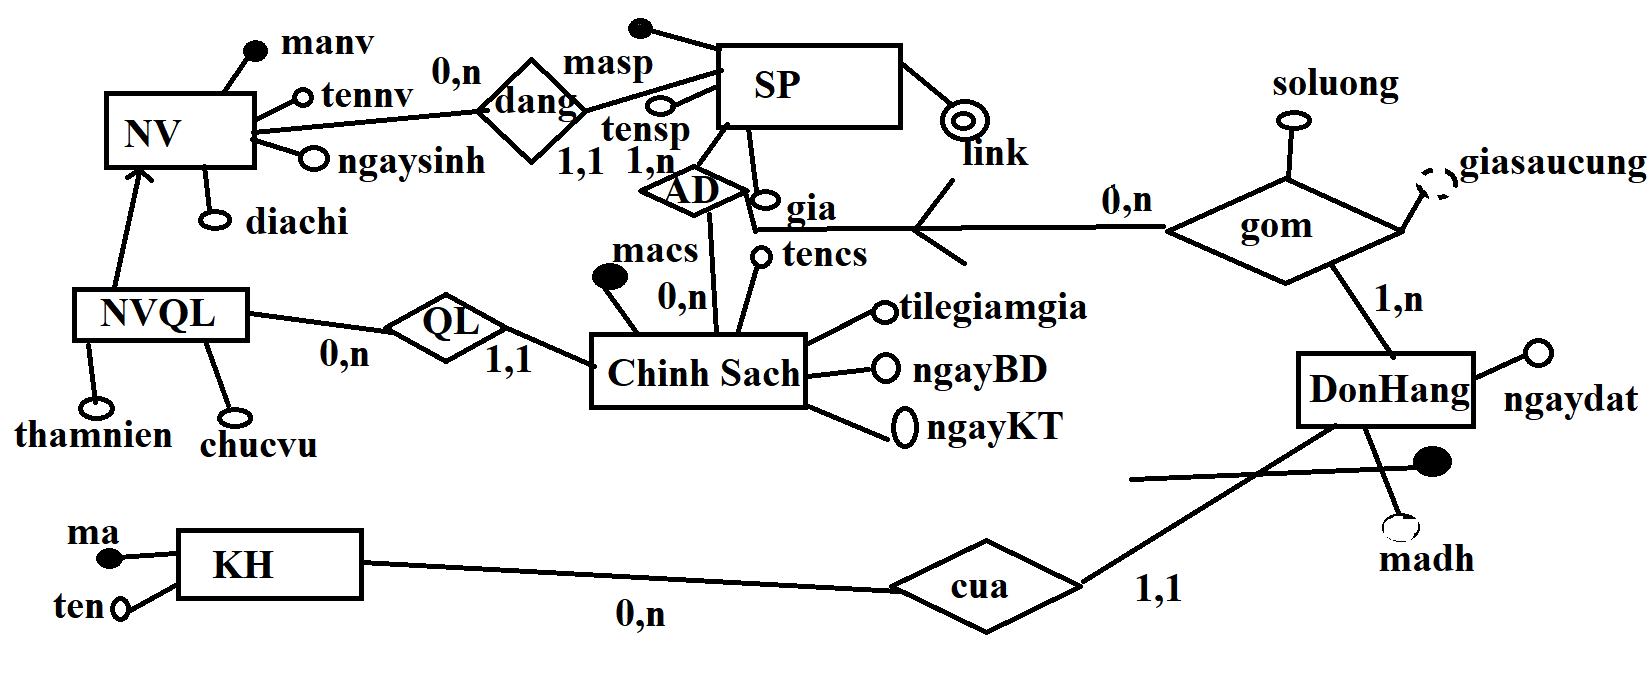 manv
tennv
NV
ngaysinh
diachi
0,n
dang
1,1
masp
SP
tensp
link
1,n
AD
gia
soluong
giasaucung
0,n
gom
macs
tencs
0,n
1,n
NVQL
0,n
QL
1,1
Chinh Sach
tilegiamgia
ngayBD
ngayKT
DonHang
ngaydat
thamnien
chucvu
madh
ma
KH
ten
0,n
cua
1,1